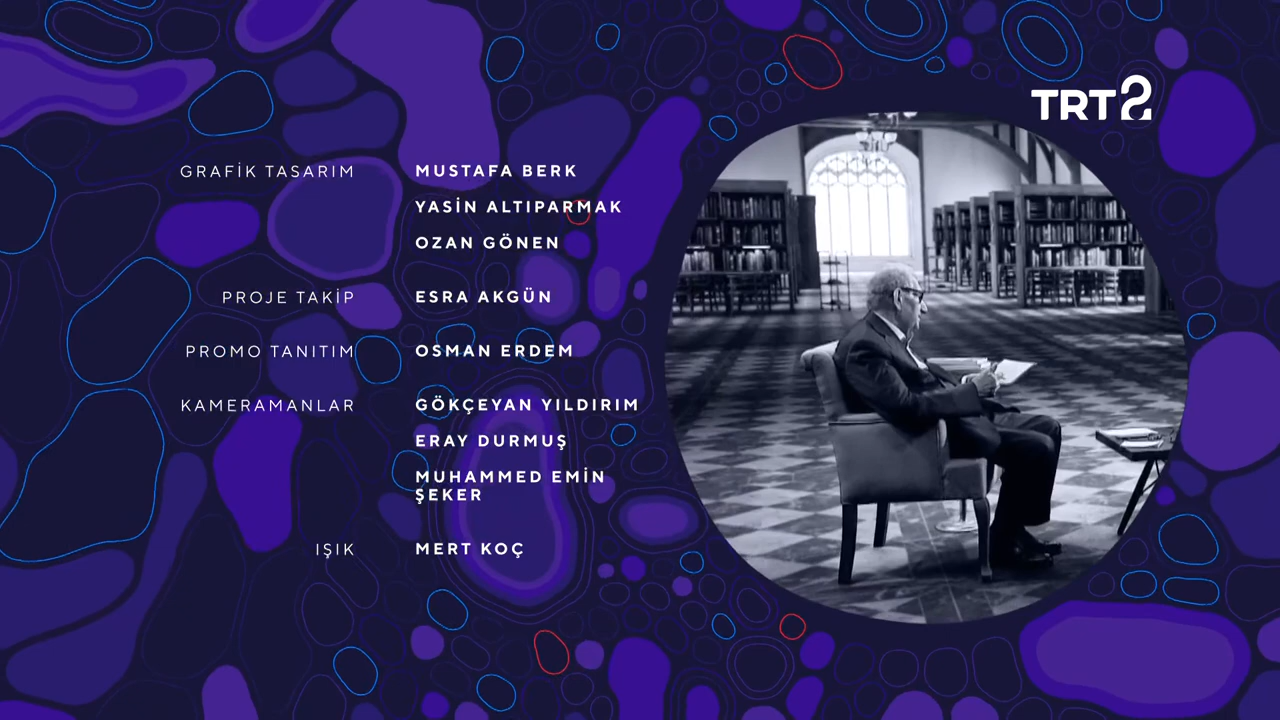 TRT2
GRAFİK TASARIM MUSTAFA BERK
YASİN ALTIPARMAK
OZAN GÖNEN
PROJE TAKİP ESRA AKGÜN
PROMO TANITIM OSMAN ERDEM
KAMERAMANLAR GÖKÇEYAN YILDIRIM
ERAY DURMUŞ
MUHAMMED EMİN
ŞEKER
IŞIK MERT KOÇ